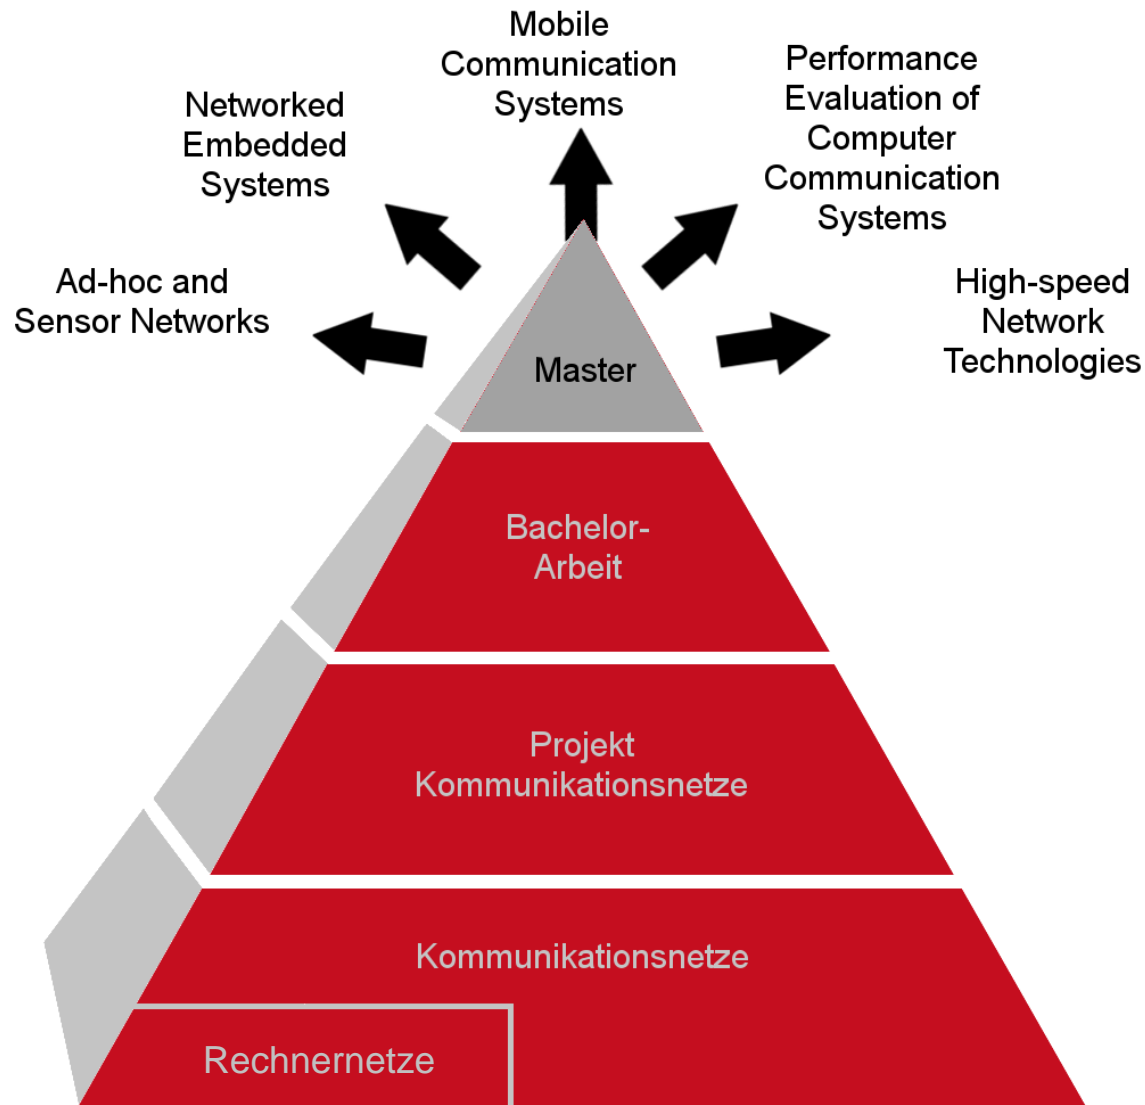 Mobile
Communication
Systems
Performance
Evaluation of
Computer
Communication
Systems
Networked
Embedded
Systems
Ad-hoc and
Sensor Networks
High-speed
Network
Technologies
Master
Bachelor-
Arbeit
Projekt
Kommunikationsnetze
Kommunikationsnetze
Rechnernetze